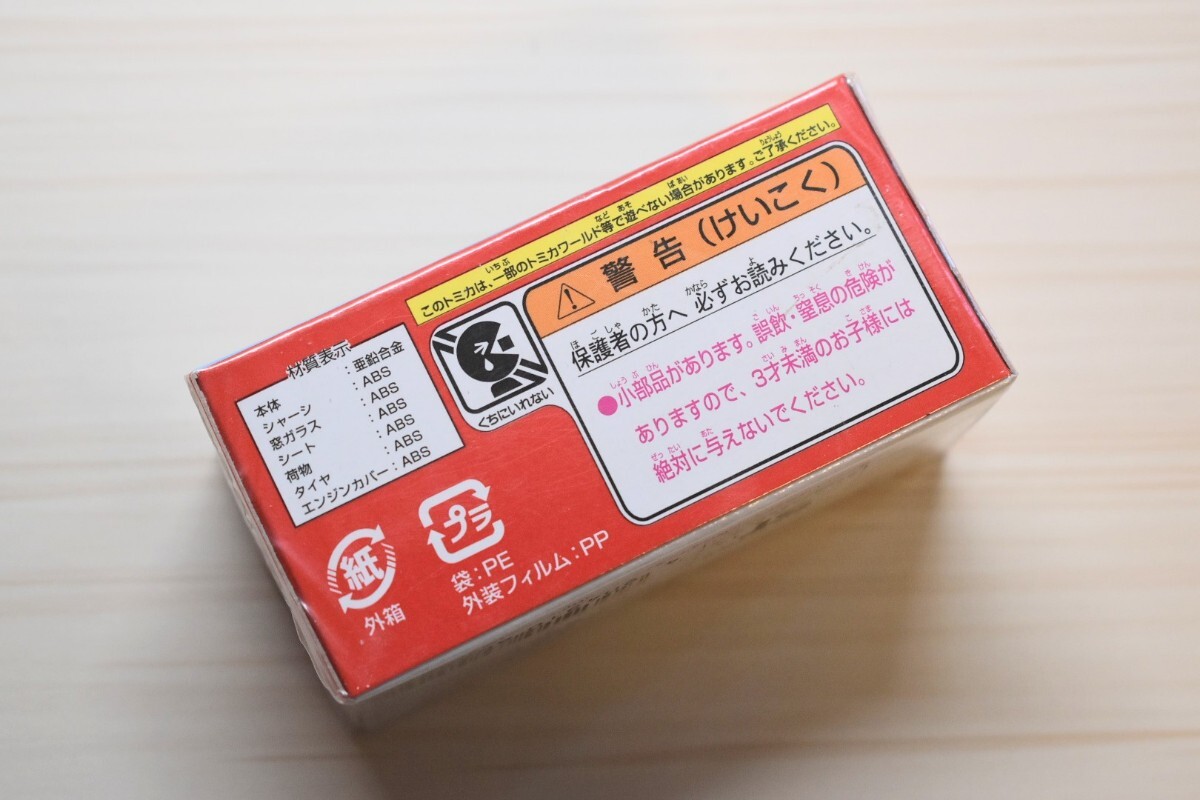 このトミカは、一部のトミカワールド等で遊べない場合があります。ご了承ください。
警告（けいこく）
保護者の方へ 必ずお読みください。
●小部品があります。誤飲・窒息の危険が
ありますので、3才未満のお子様には
絶対に与えないでください。
くちにいれない
材質表示
本体：亜鉛合金
シャーシ：ABS
窓ガラス：ABS
シート：ABS
荷物：ABS
タイヤ：ABS
エンジンカバー：ABS
紙
外箱
プラ
袋：PE
外装フィルム：PP